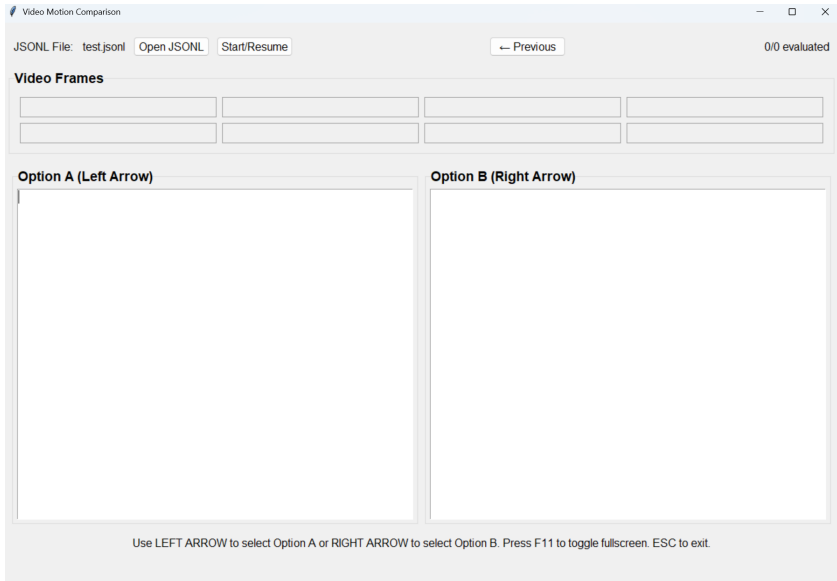 Video Motion Comparison
JSONL File: test.jsonl Open JSONL Start/Resume ← Previous 0/0 evaluated
Video Frames
Option A (Left Arrow) Option B (Right Arrow)
Use LEFT ARROW to select Option A or RIGHT ARROW to select Option B. Press F11 to toggle fullscreen. ESC to exit.